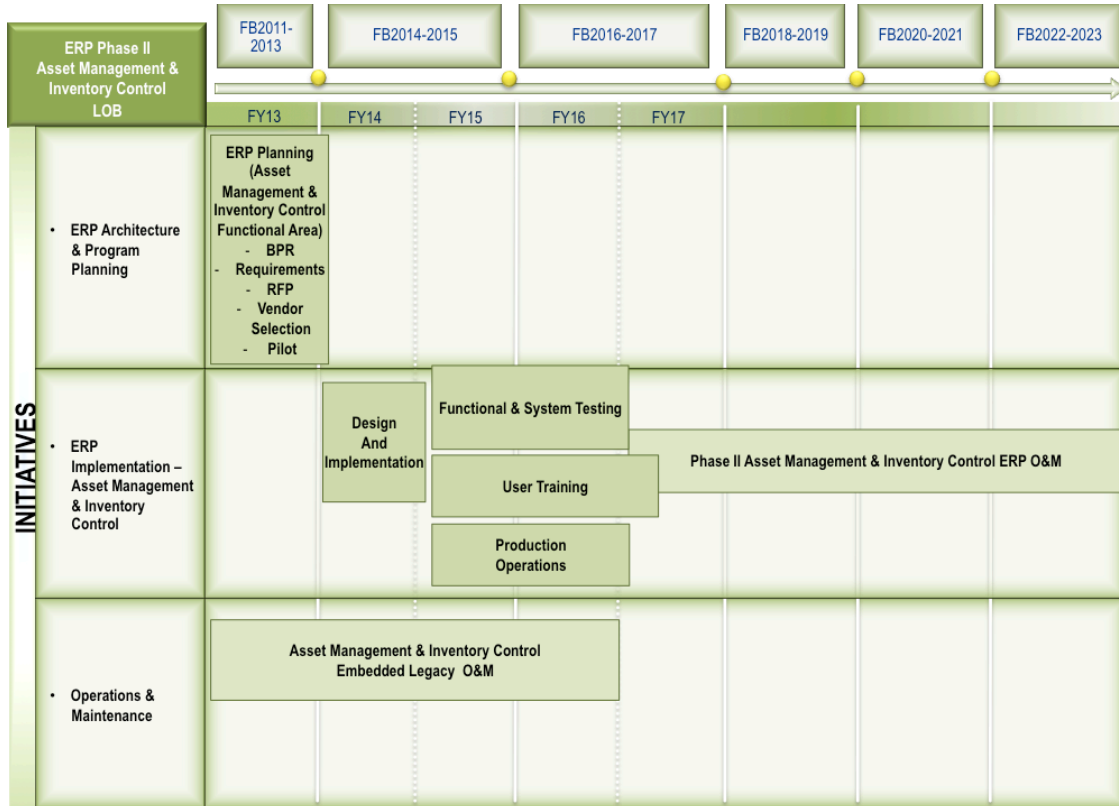 ERP Phase II
Asset Management &
Inventory Control
LOB
FB2011-
2013
FB2014-2015
FB2016-2017
FB2018-2019
FB2020-2021
FB2022-2023
FY13
FY14
FY15
FY16
FY17
INITIATIVES
• ERP Architecture
& Program
Planning
ERP Planning
(Asset
Management &
Inventory Control
Functional Area)
- BPR
- Requirements
- RFP
- Vendor
Selection
- Pilot
• ERP
Implementation –
Asset Management
& Inventory
Control
Design
And
Implementation
Functional & System Testing
User Training
Production
Operations
Phase II Asset Management & Inventory Control ERP O&M
• Operations &
Maintenance
Asset Management & Inventory Control
Embedded Legacy O&M